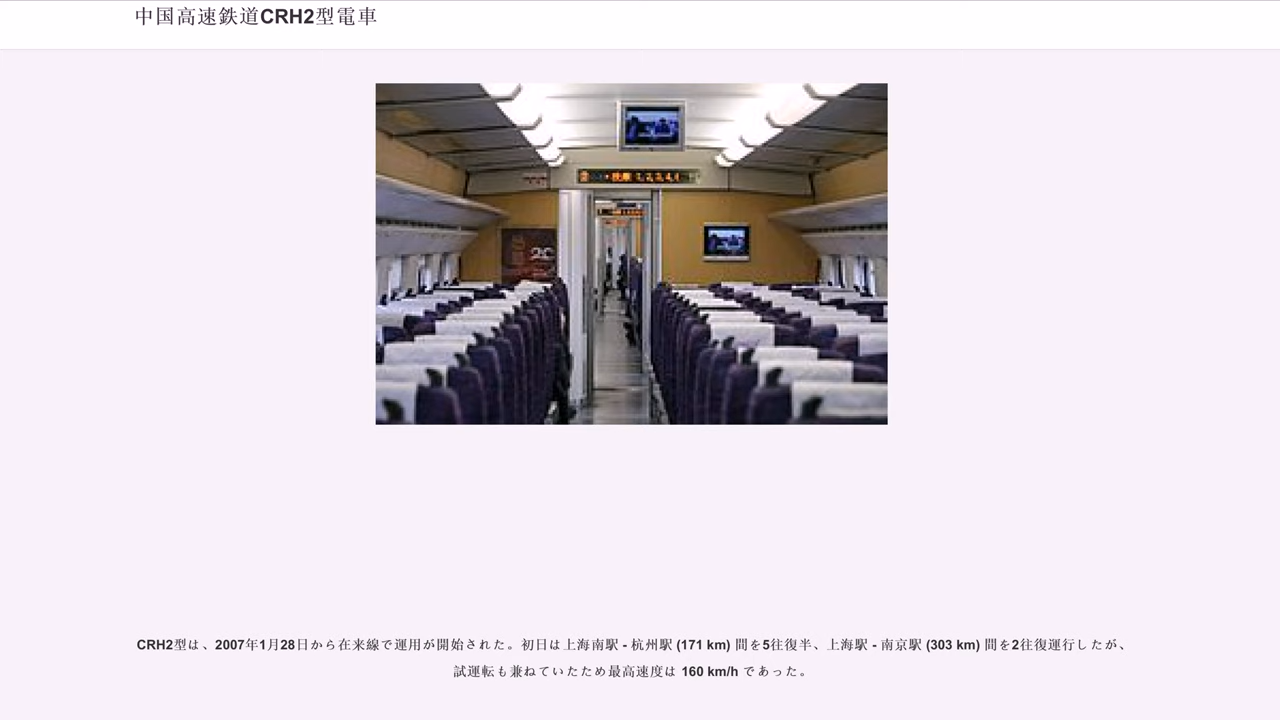 中国高速鉄道CRH2型電車
CRH2型は、2007年1月28日から在来線で運用が開始された。初日は上海南駅 - 杭州駅 (171 km) 間を5往復半、上海駅 - 南京駅 (303 km) 間を2往復運行したが、
試運転も兼ねていたため最高速度は 160 km/h であった。